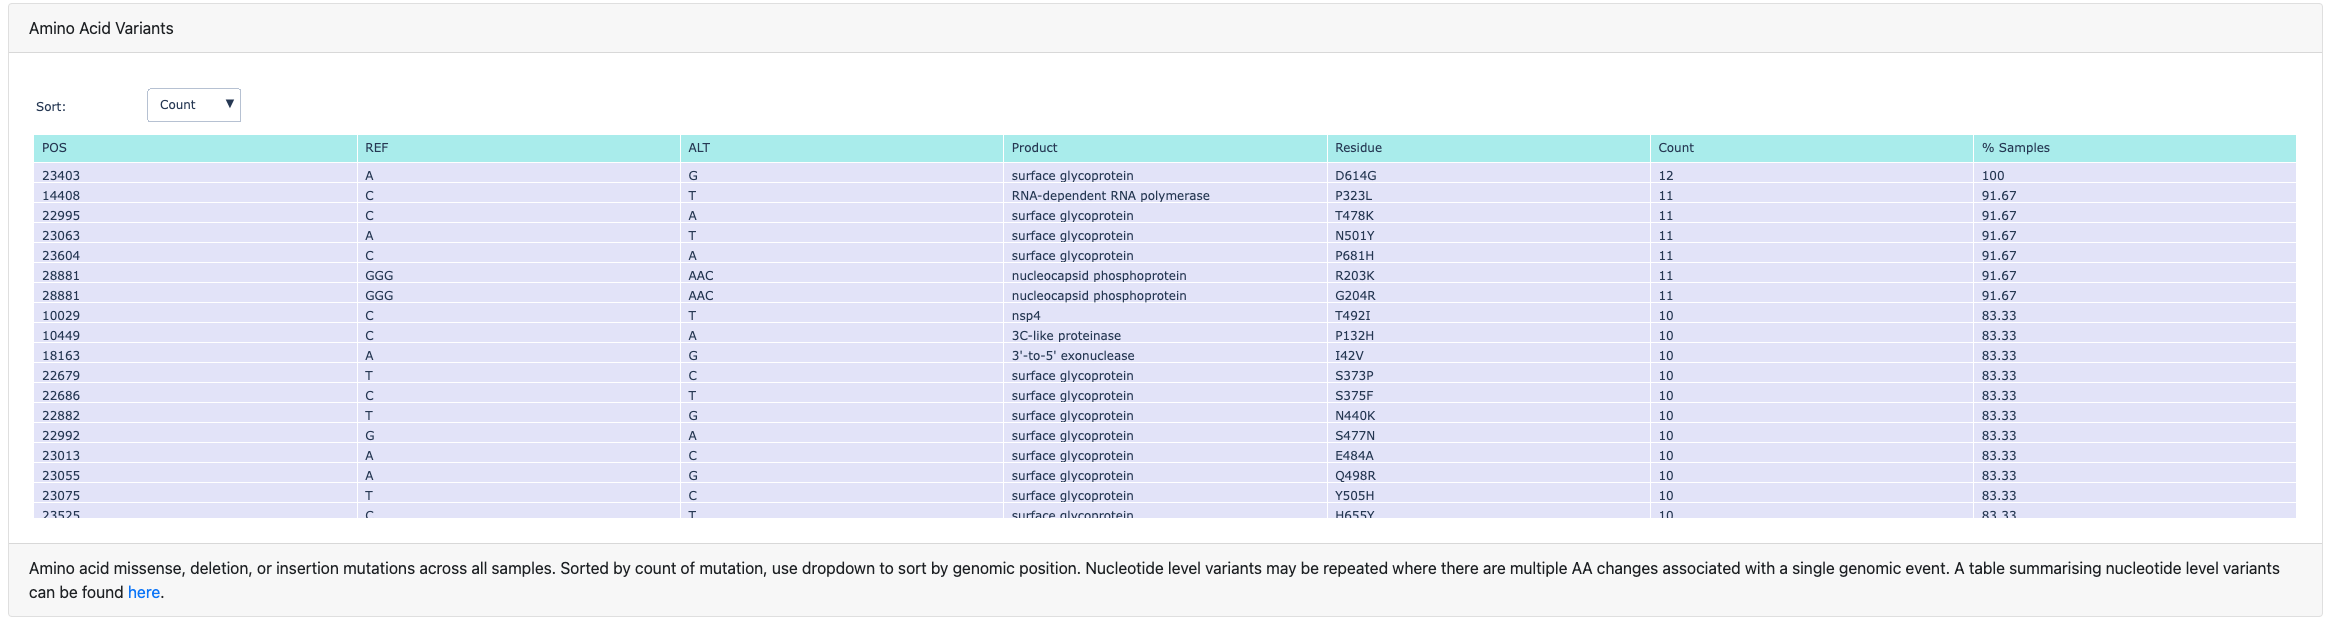 Amino Acid Variants
Sort: Count ▼
POS REF ALT Product Residue Count % Samples
23403 A G surface glycoprotein D614G 12 100
14408 C T RNA-dependent RNA polymerase P323L 11 91.67
22995 C A surface glycoprotein T478K 11 91.67
23063 A T surface glycoprotein N501Y 11 91.67
23604 C A surface glycoprotein P681H 11 91.67
28881 GGG AAC nucleocapsid phosphoprotein R203K 11 91.67
28881 GGG AAC nucleocapsid phosphoprotein G204R 11 91.67
10029 C T nsp4 T492I 10 83.33
10449 C A 3C-like proteinase P132H 10 83.33
18163 A G 3'-to-5' exonuclease I42V 10 83.33
22679 T C surface glycoprotein S373P 10 83.33
22686 C T surface glycoprotein S375F 10 83.33
22882 T G surface glycoprotein N440K 10 83.33
22992 G A surface glycoprotein S477N 10 83.33
23013 A C surface glycoprotein E484A 10 83.33
23055 A G surface glycoprotein Q498R 10 83.33
23075 T C surface glycoprotein Y505H 10 83.33
23525 C T surface glycoprotein H655Y 10 83.33
Amino acid missense, deletion, or insertion mutations across all samples. Sorted by count of mutation, use dropdown to sort by genomic position. Nucleotide level variants may be repeated where there are multiple AA changes associated with a single genomic event. A table summarising nucleotide level variants
can be found here.